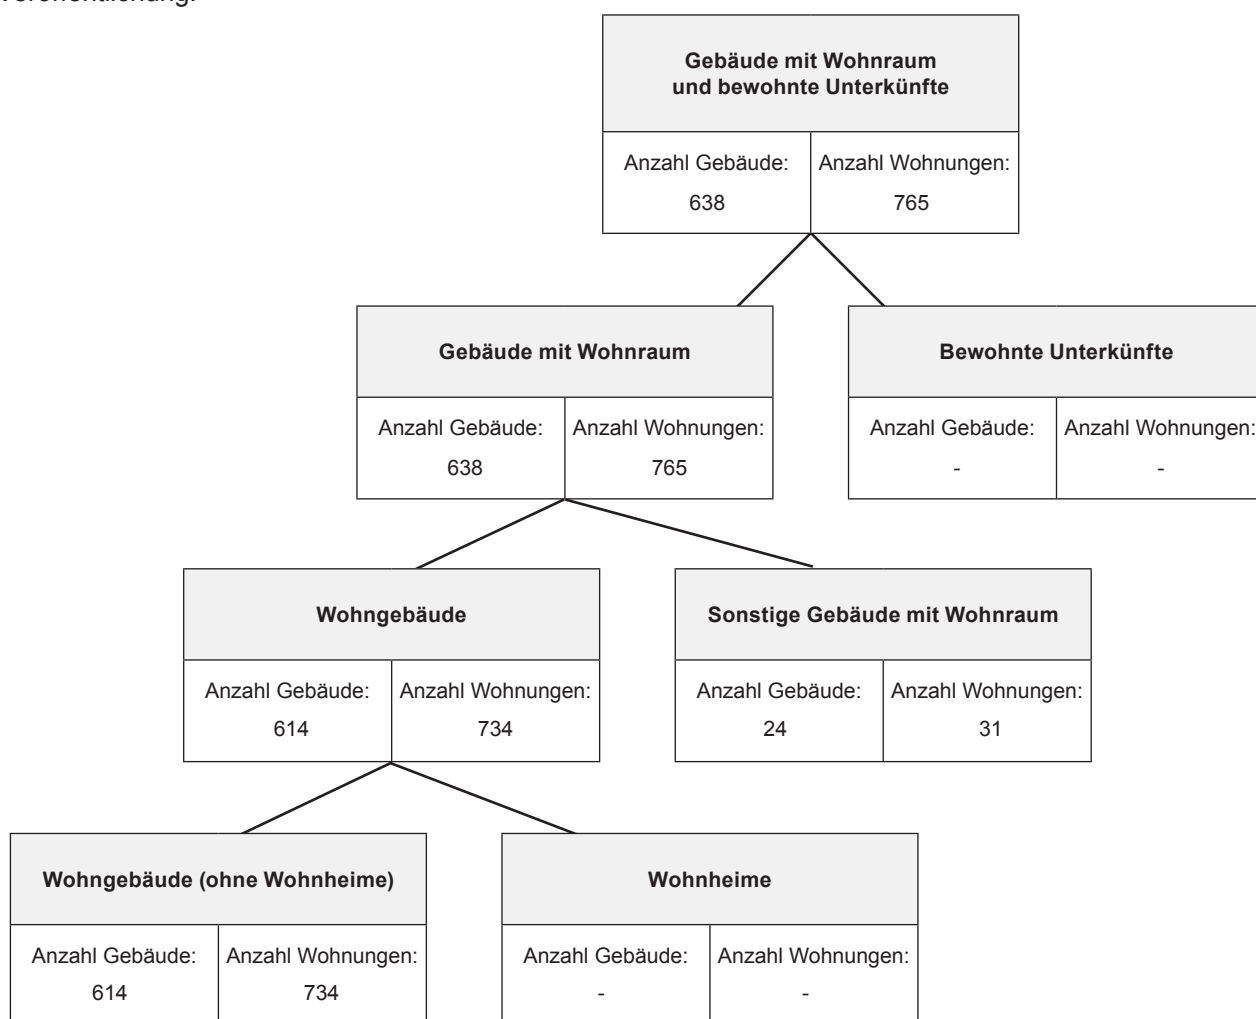 Veröffentlichung.
Gebäude mit Wohnraum
und bewohnte Unterkünfte
Anzahl Gebäude: Anzahl Wohnungen:
638 765
Gebäude mit Wohnraum Bewohnte Unterkünfte
Anzahl Gebäude: Anzahl Wohnungen: Anzahl Gebäude: Anzahl Wohnungen:
638 765 - -
Wohngebäude Sonstige Gebäude mit Wohnraum
Anzahl Gebäude: Anzahl Wohnungen: Anzahl Gebäude: Anzahl Wohnungen:
614 734 24 31
Wohngebäude (ohne Wohnheime) Wohnheime
Anzahl Gebäude: Anzahl Wohnungen: Anzahl Gebäude: Anzahl Wohnungen:
614 734 - -